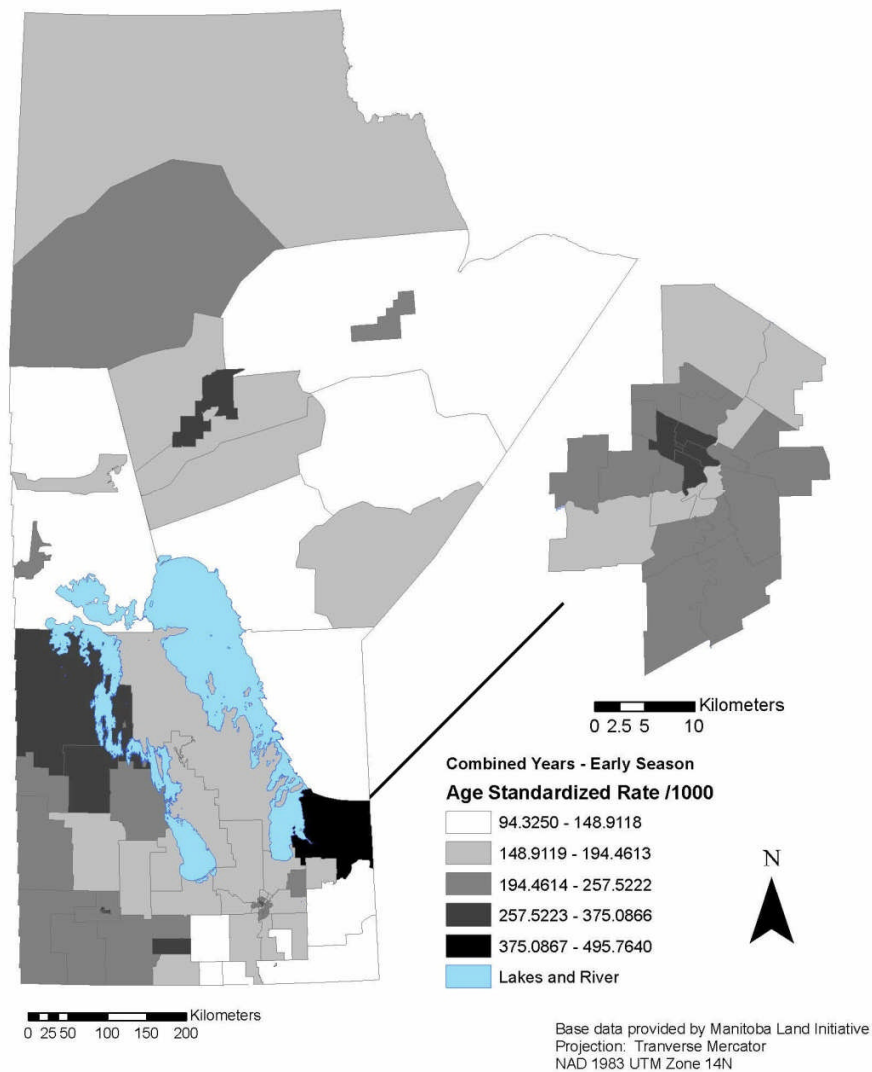 Kilometers
0 2.5 5 10
Combined Years - Early Season
Age Standardized Rate /1000
94.3250 - 148.9118
148.9119 - 194.4613
194.4614 - 257.5222
257.5223 - 375.0866
375.0867 - 495.7640
Lakes and River
N
Kilometers
0 25 50 100 150 200
Base data provided by Manitoba Land Initiative
Projection: Tranverse Mercator
NAD 1983 UTM Zone 14N